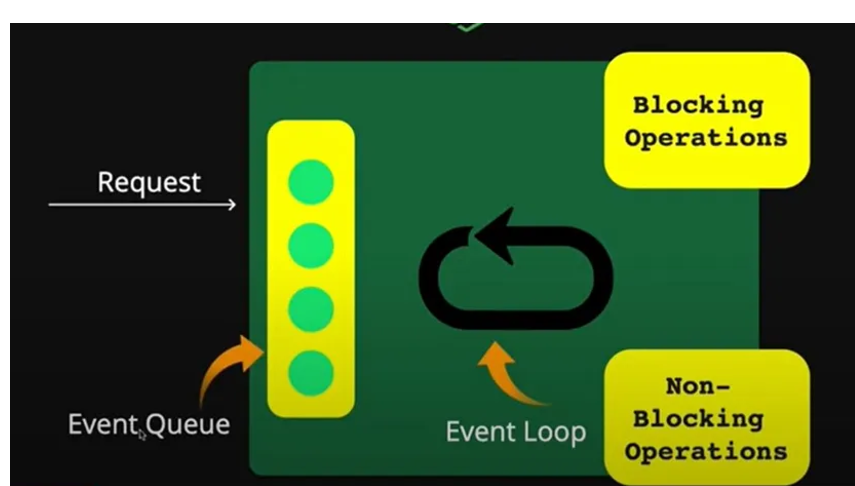 Request
Event Queue
Event Loop
Blocking
Operations
Non-
Blocking
Operations